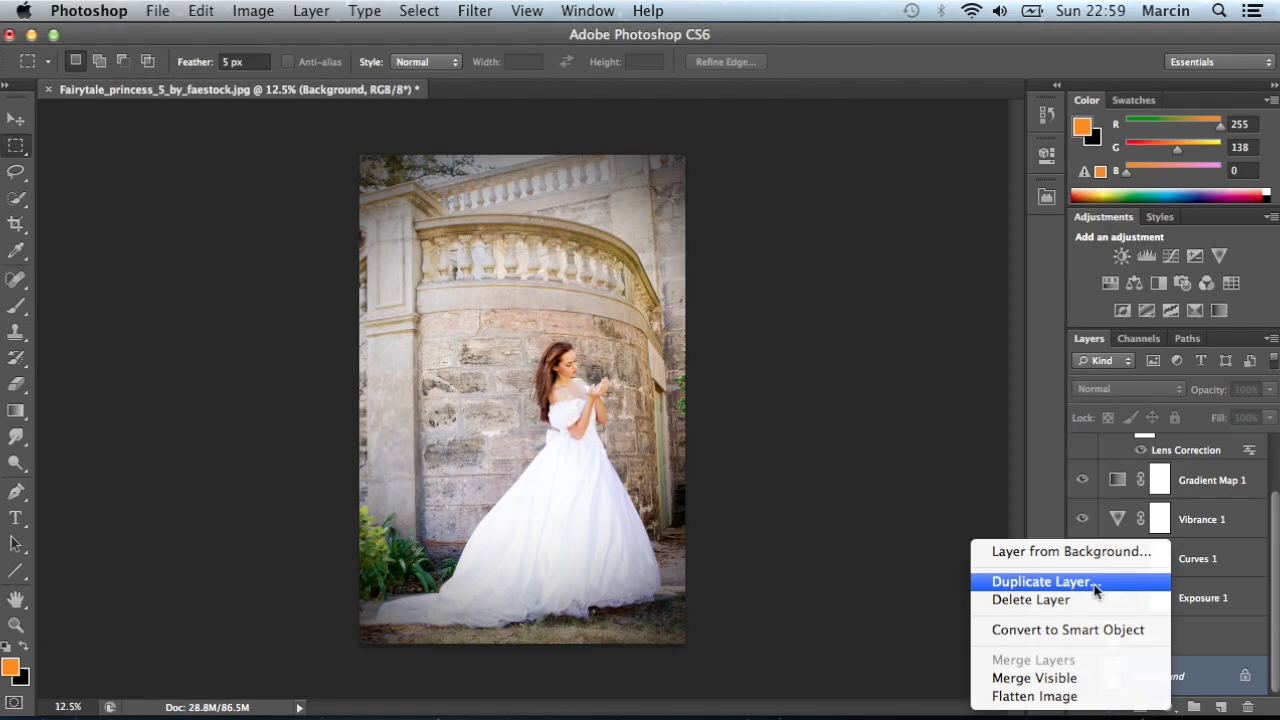 Photoshop File Edit Image Layer Type Select Filter View Window Help Sun 22:59 Marcin
Adobe Photoshop CS6
Feather: 5 px Anti-alias Style: Normal Width: Height: Refine Edge... Essentials
Fairytale_princess_5_by_faestock.jpg @ 12.5% (Background, RGB/8*) *
Color Swatches
R 255
G 138
B 0
Adjustments Styles
Add an adjustment
Layers Channels Paths
Kind
Normal Opacity: 100%
Lock: Fill: 100%
Lens Correction
Gradient Map 1
Vibrance 1
Curves 1
Exposure 1
Layer from Background...
Duplicate Layer...
Delete Layer
Convert to Smart Object
Merge Layers
Merge Visible
Flatten Image
12.5% Doc: 28.8M/86.5M
T
T